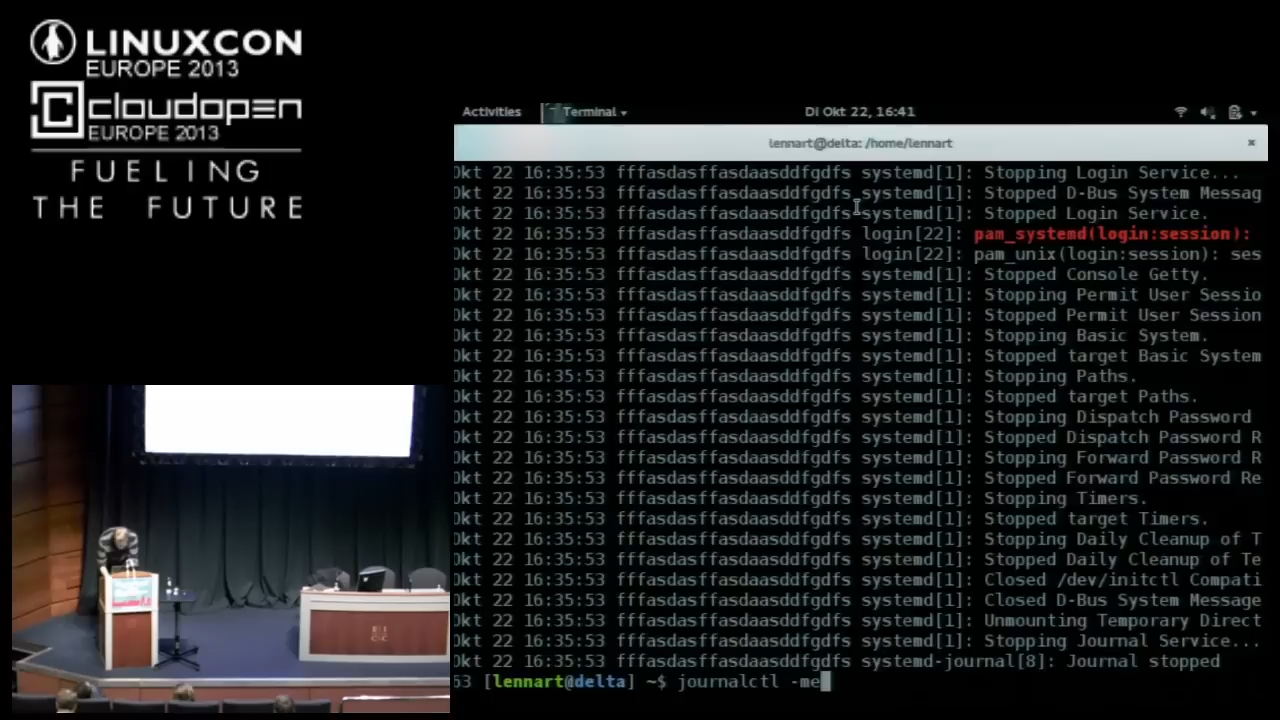 LINUXCON
EUROPE 2013
cloudopen
EUROPE 2013
FUELING
THE FUTURE
Activities Terminal Di Okt 22, 16:41
lennart@delta: /home/lennart
Okt 22 16:35:53 fffasdasffasdaasddfgdfs systemd[1]: Stopping Login Service...
Okt 22 16:35:53 fffasdasffasdaasddfgdfs systemd[1]: Stopped D-Bus System Messag
Okt 22 16:35:53 fffasdasffasdaasddfgdfs systemd[1]: Stopped Login Service.
Okt 22 16:35:53 fffasdasffasdaasddfgdfs login[22]: pam_systemd(login:session):
Okt 22 16:35:53 fffasdasffasdaasddfgdfs login[22]: pam_unix(login:session): ses
Okt 22 16:35:53 fffasdasffasdaasddfgdfs systemd[1]: Stopped Console Getty.
Okt 22 16:35:53 fffasdasffasdaasddfgdfs systemd[1]: Stopping Permit User Sessio
Okt 22 16:35:53 fffasdasffasdaasddfgdfs systemd[1]: Stopped Permit User Session
Okt 22 16:35:53 fffasdasffasdaasddfgdfs systemd[1]: Stopping Basic System.
Okt 22 16:35:53 fffasdasffasdaasddfgdfs systemd[1]: Stopped target Basic System
Okt 22 16:35:53 fffasdasffasdaasddfgdfs systemd[1]: Stopping Paths.
Okt 22 16:35:53 fffasdasffasdaasddfgdfs systemd[1]: Stopped target Paths.
Okt 22 16:35:53 fffasdasffasdaasddfgdfs systemd[1]: Stopping Dispatch Password
Okt 22 16:35:53 fffasdasffasdaasddfgdfs systemd[1]: Stopped Dispatch Password R
Okt 22 16:35:53 fffasdasffasdaasddfgdfs systemd[1]: Stopping Forward Password R
Okt 22 16:35:53 fffasdasffasdaasddfgdfs systemd[1]: Stopped Forward Password Re
Okt 22 16:35:53 fffasdasffasdaasddfgdfs systemd[1]: Stopping Timers.
Okt 22 16:35:53 fffasdasffasdaasddfgdfs systemd[1]: Stopped target Timers.
Okt 22 16:35:53 fffasdasffasdaasddfgdfs systemd[1]: Stopping Daily Cleanup of T
Okt 22 16:35:53 fffasdasffasdaasddfgdfs systemd[1]: Stopped Daily Cleanup of Te
Okt 22 16:35:53 fffasdasffasdaasddfgdfs systemd[1]: Closed /dev/initctl Compati
Okt 22 16:35:53 fffasdasffasdaasddfgdfs systemd[1]: Closed D-Bus System Message
Okt 22 16:35:53 fffasdasffasdaasddfgdfs systemd[1]: Unmounting Temporary Direct
Okt 22 16:35:53 fffasdasffasdaasddfgdfs systemd[1]: Stopping Journal Service...
Okt 22 16:35:53 fffasdasffasdaasddfgdfs systemd-journal[8]: Journal stopped
53 [lennart@delta] ~$ journalctl -me